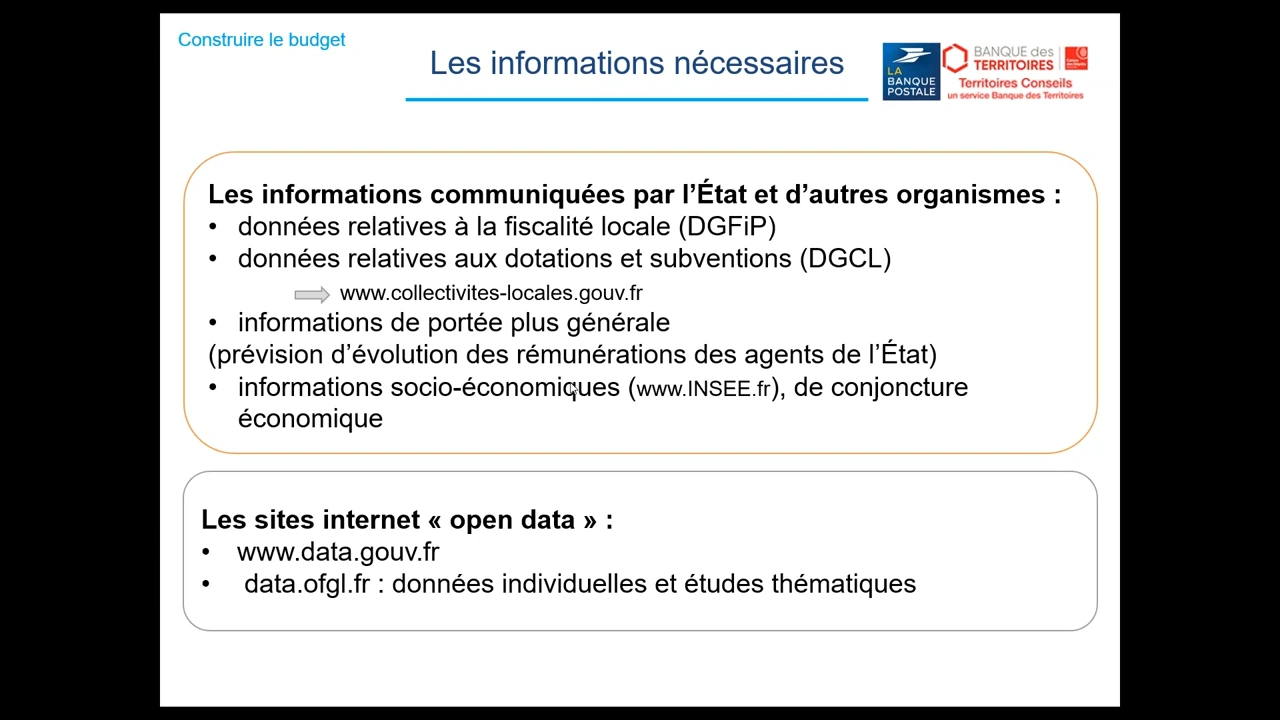 Construire le budget
Les informations nécessaires
LA
BANQUE
POSTALE
BANQUE des
TERRITOIRES
Territoires Conseils
un service Banque des Territoires
Les informations communiquées par l’État et d’autres organismes :
• données relatives à la fiscalité locale (DGFiP)
• données relatives aux dotations et subventions (DGCL)
www.collectivites-locales.gouv.fr
• informations de portée plus générale
(prévision d’évolution des rémunérations des agents de l’État)
• informations socio-économiques (www.INSEE.fr), de conjoncture
économique
Les sites internet « open data » :
• www.data.gouv.fr
• data.ofgl.fr : données individuelles et études thématiques